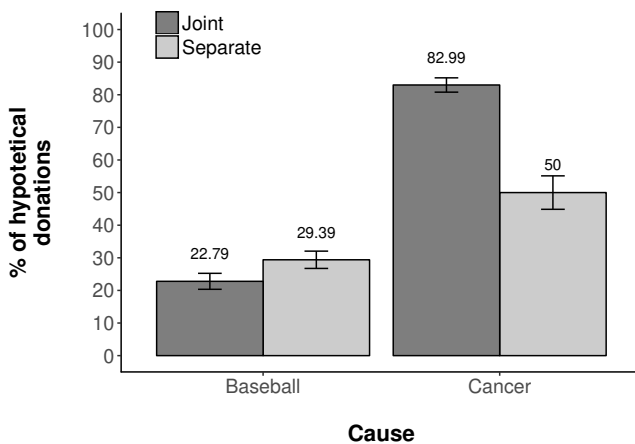 Joint
Separate
% of hypotetical
donations
100
90
80
70
60
50
40
30
20
10
0
22.79
29.39
82.99
50
Baseball
Cancer
Cause